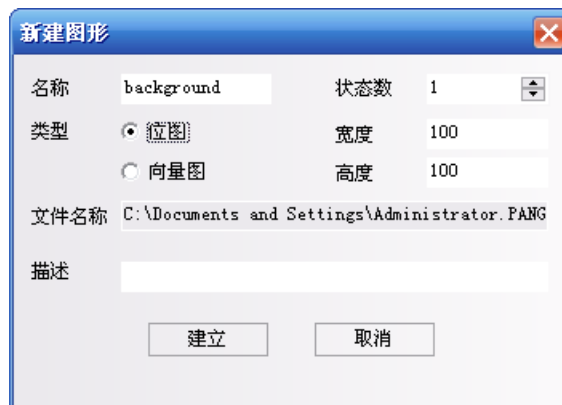 新建图形
名称 background 状态数 1
类型 位图 宽度 100
向量图 高度 100
文件名称 C:\Documents and Settings\Administrator.PANG
描述
建立 取消